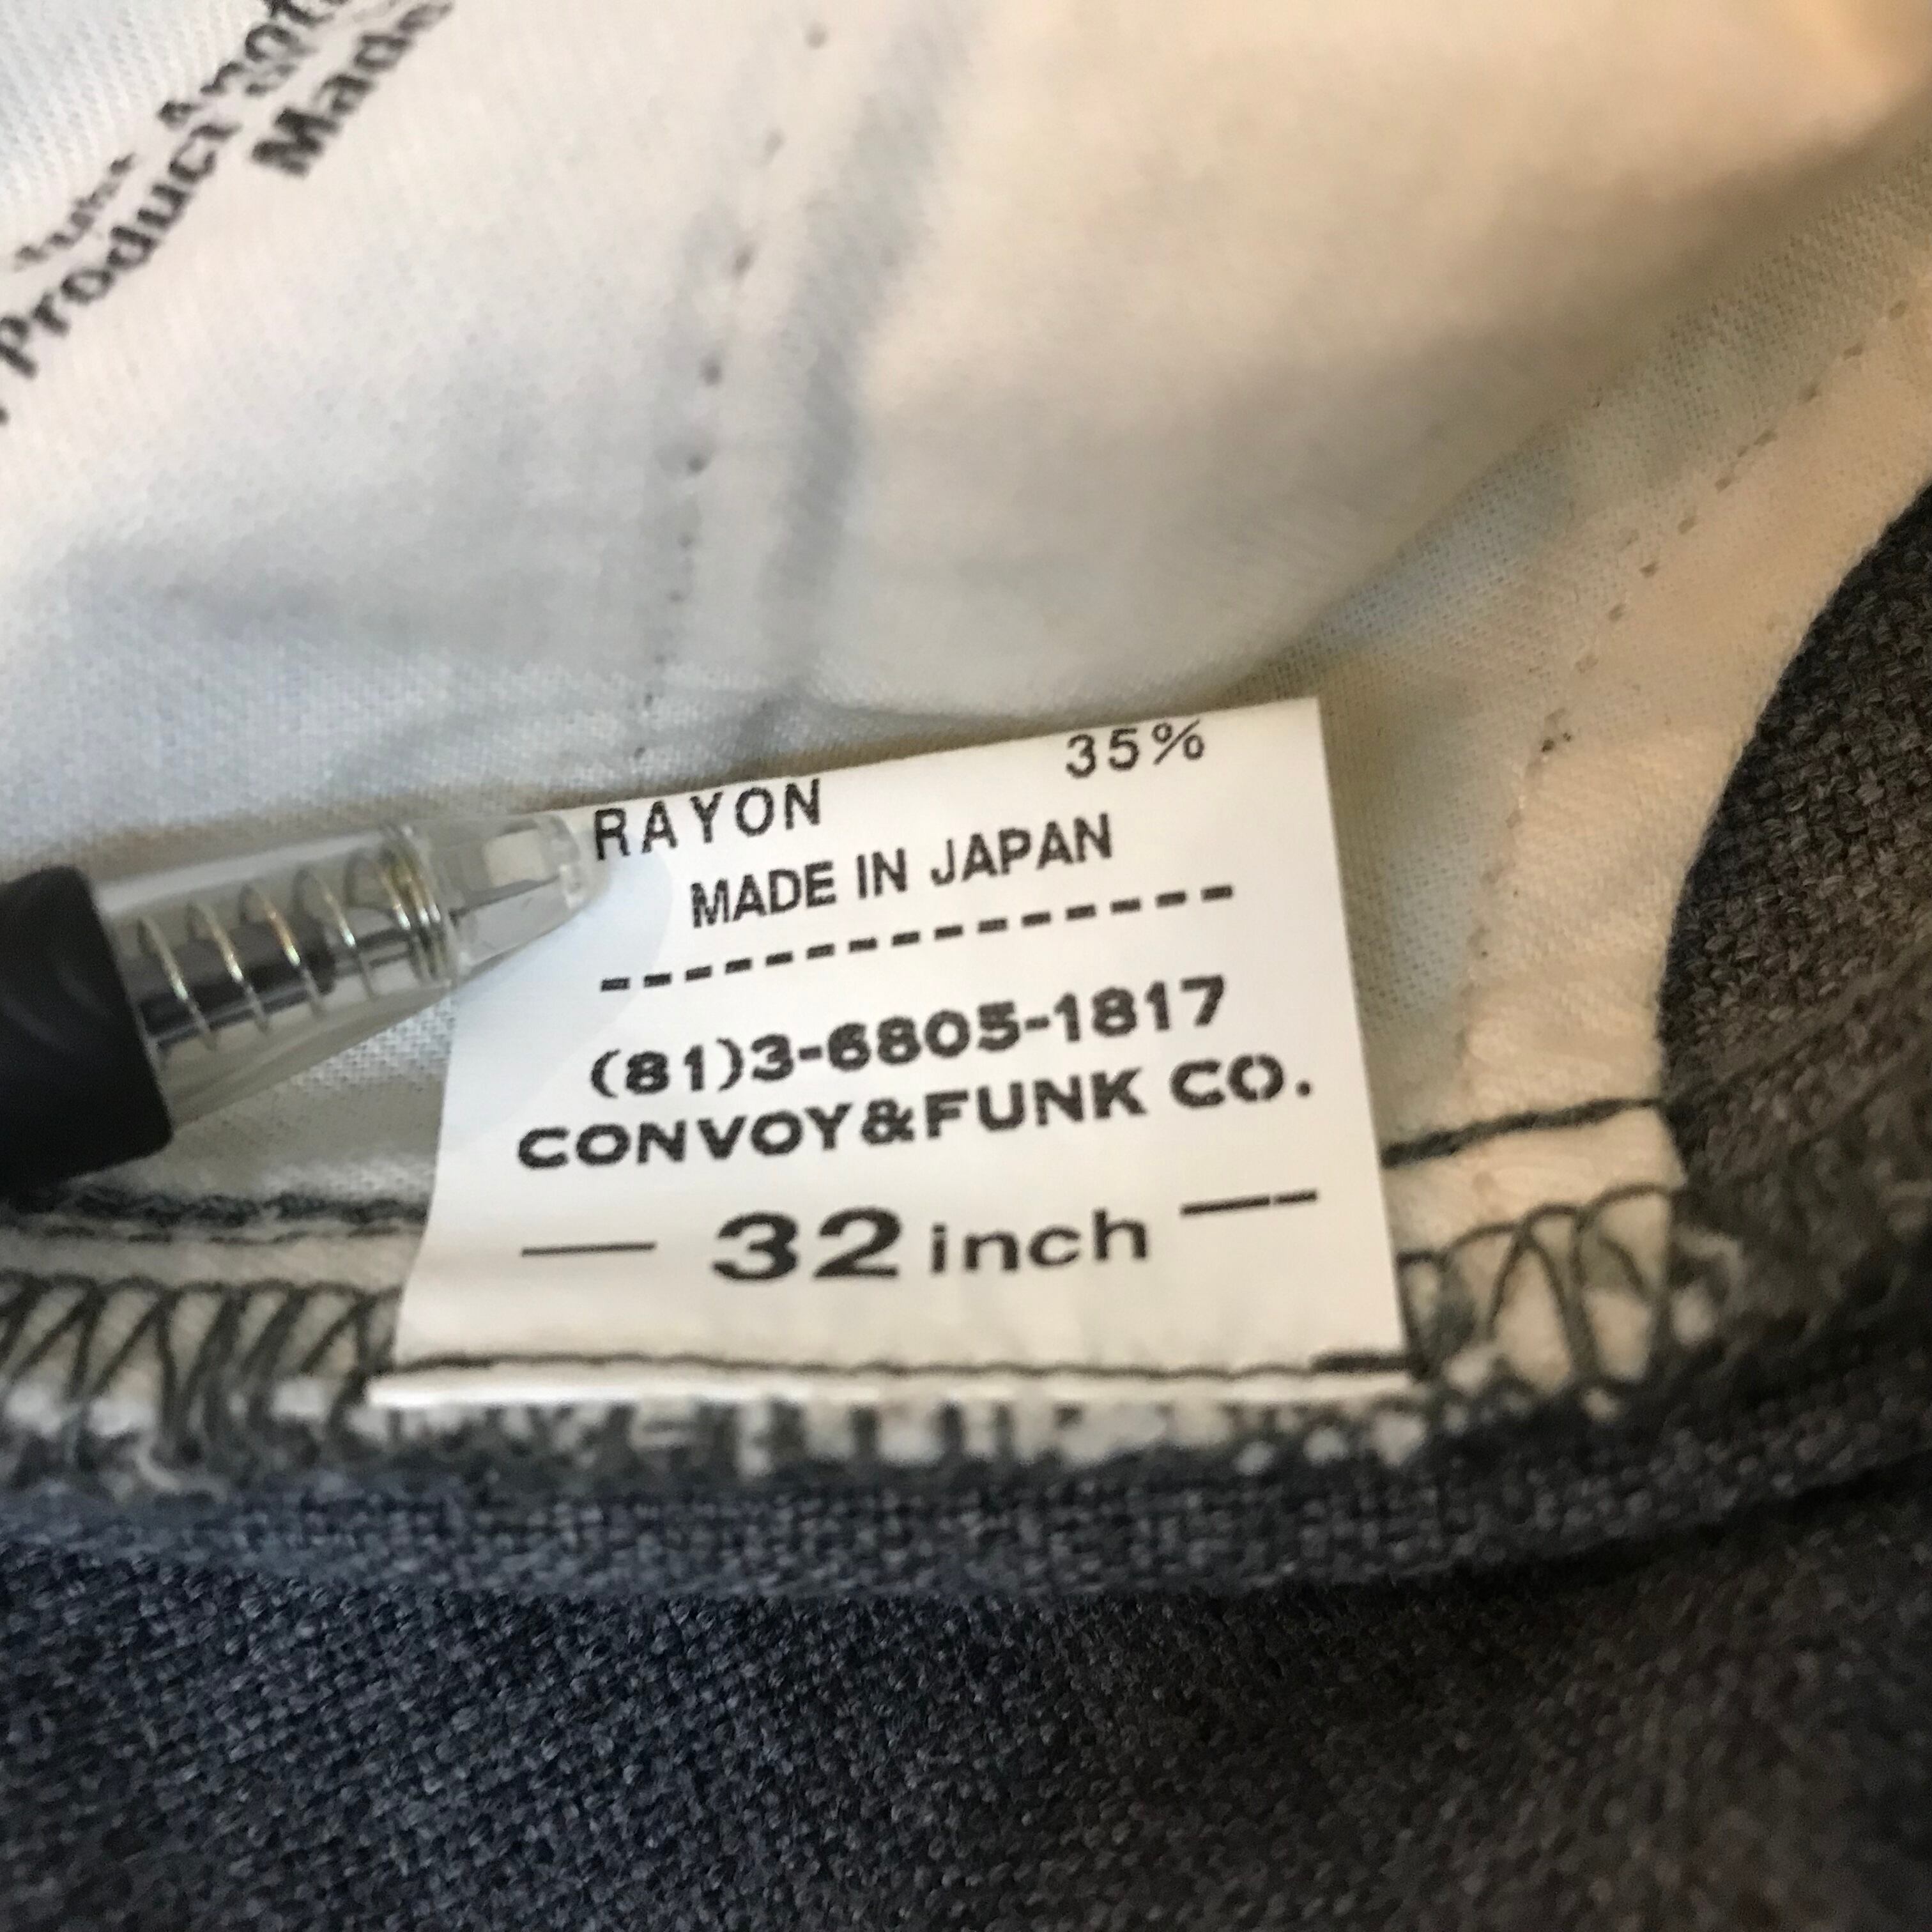 Product
Made
RAYON 35%
MADE IN JAPAN
(81)3-6805-1817
CONVOY&FUNK CO.
32 inch